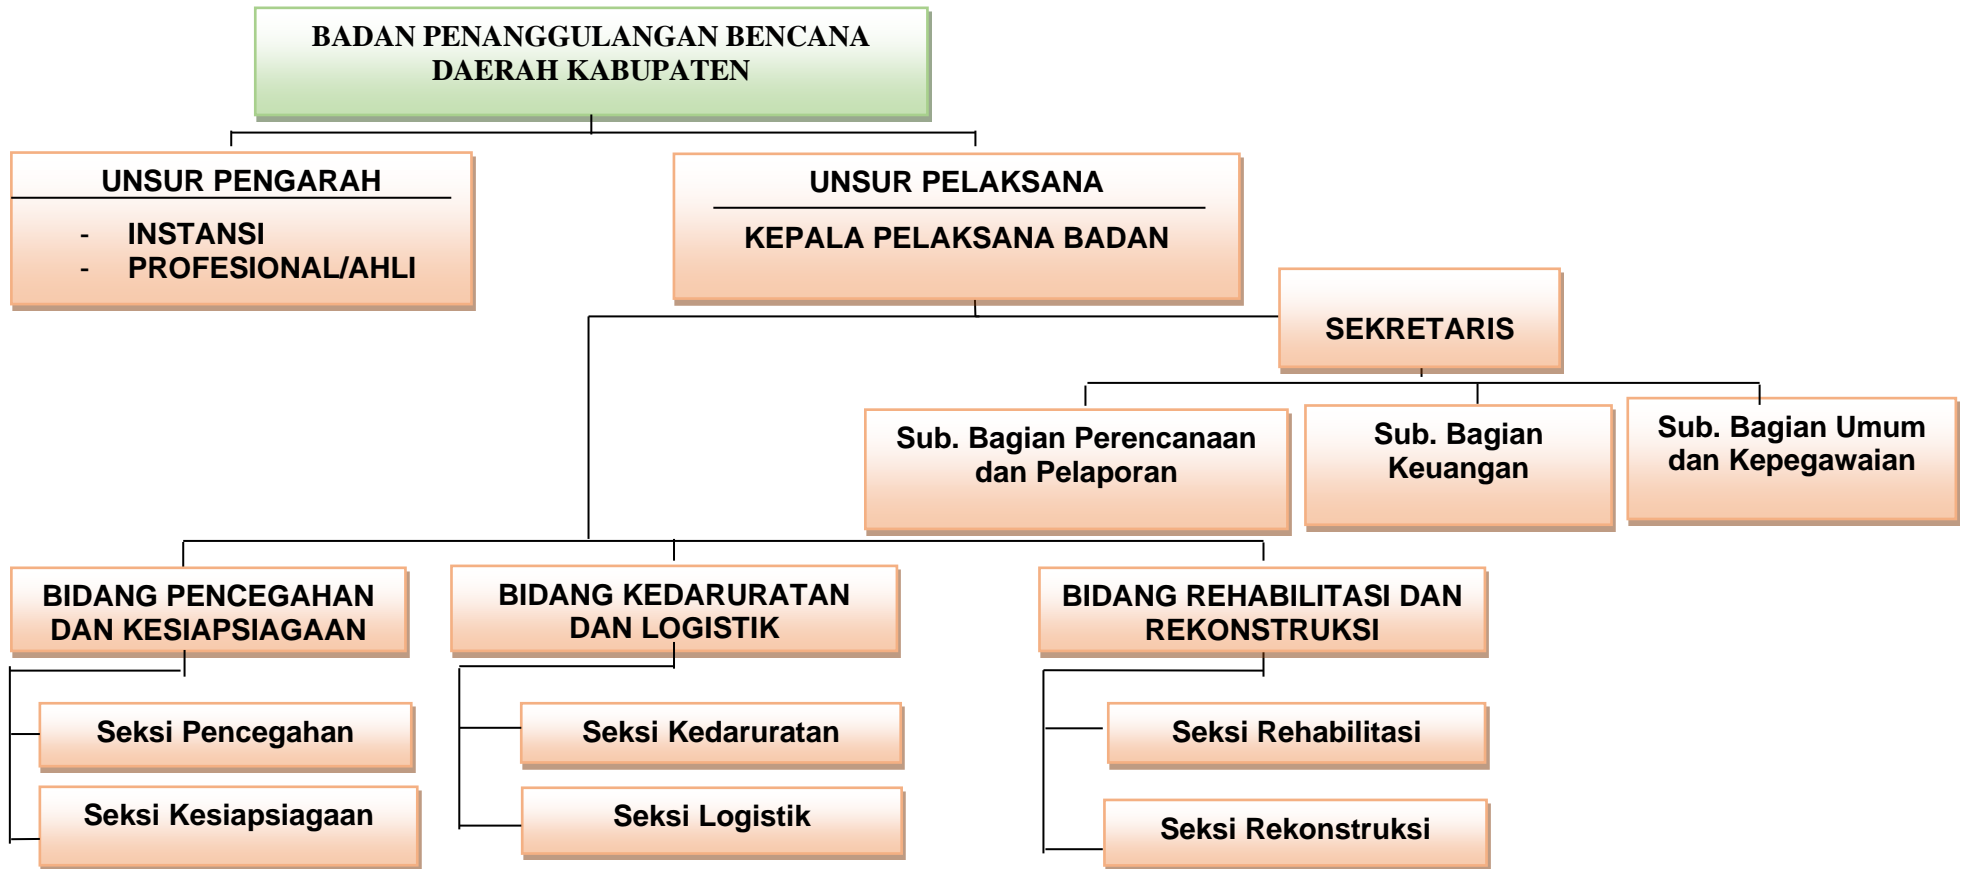 BADAN PENANGGULANGAN BENCANA
DAERAH KABUPATEN
UNSUR PENGARAH
- INSTANSI
- PROFESIONAL/AHLI
UNSUR PELAKSANA
KEPALA PELAKSANA BADAN
SEKRETARIS
Sub. Bagian Perencanaan
dan Pelaporan
Sub. Bagian
Keuangan
Sub. Bagian Umum
dan Kepegawaian
BIDANG PENCEGAHAN
DAN KESIAPSIAGAAN
BIDANG KEDARURATAN
DAN LOGISTIK
BIDANG REHABILITASI DAN
REKONSTRUKSI
Seksi Pencegahan
Seksi Kesiapsiagaan
Seksi Kedaruratan
Seksi Logistik
Seksi Rehabilitasi
Seksi Rekonstruksi